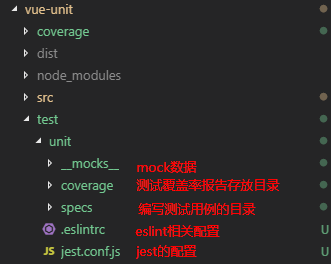 vue-unit
coverage
dist
node_modules
src
test
unit
__mocks__ mock数据
coverage 测试覆盖率报告存放目录
specs 编写测试用例的目录
.eslintrc eslint相关配置 U
jest.conf.js jest的配置 U